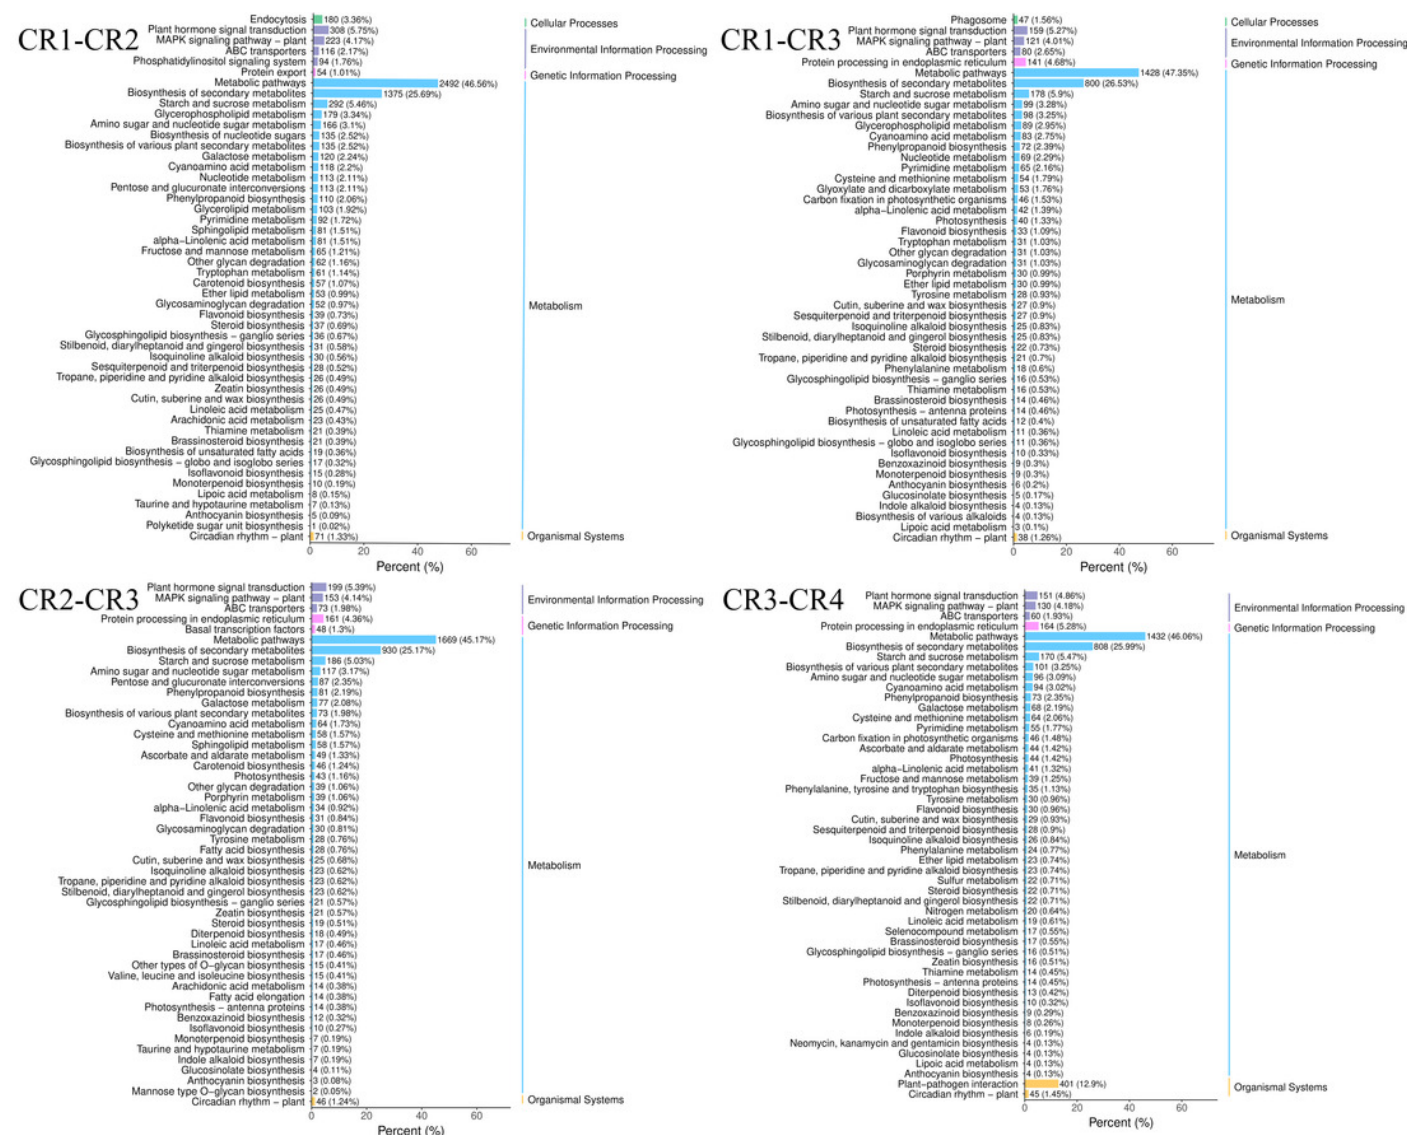 CR1-CR2
Endocytosis 180 (3.36%)
Plant hormone signal transduction 308 (5.75%)
MAPK signaling pathway − plant 223 (4.17%)
ABC transporters 116 (2.17%)
Phosphatidylinositol signaling system 94 (1.76%)
Protein export 54 (1.01%)
Metabolic pathways 2492 (46.56%)
Biosynthesis of secondary metabolites 1375 (25.69%)
Starch and sucrose metabolism 292 (5.46%)
Glycerophospholipid metabolism 179 (3.34%)
Amino sugar and nucleotide sugar metabolism 166 (3.1%)
Biosynthesis of nucleotide sugars 135 (2.52%)
Biosynthesis of various plant secondary metabolites 135 (2.52%)
Galactose metabolism 120 (2.24%)
Cyanoamino acid metabolism 118 (2.2%)
Nucleotide metabolism 113 (2.11%)
Pentose and glucuronate interconversions 113 (2.11%)
Phenylpropanoid biosynthesis 110 (2.06%)
Glycerolipid metabolism 103 (1.92%)
Pyrimidine metabolism 92 (1.72%)
Sphingolipid metabolism 81 (1.51%)
alpha−Linolenic acid metabolism 81 (1.51%)
Fructose and mannose metabolism 65 (1.21%)
Other glycan degradation 62 (1.16%)
Tryptophan metabolism 61 (1.14%)
Carotenoid biosynthesis 57 (1.07%)
Ether lipid metabolism 53 (0.99%)
Glycosaminoglycan degradation 52 (0.97%)
Flavonoid biosynthesis 39 (0.73%)
Steroid biosynthesis 37 (0.69%)
Glycosphingolipid biosynthesis − ganglio series 36 (0.67%)
Stilbenoid, diarylheptanoid and gingerol biosynthesis 31 (0.58%)
Isoquinoline alkaloid biosynthesis 30 (0.56%)
Sesquiterpenoid and triterpenoid biosynthesis 28 (0.52%)
Tropane, piperidine and pyridine alkaloid biosynthesis 26 (0.49%)
Zeatin biosynthesis 26 (0.49%)
Cutin, suberine and wax biosynthesis 26 (0.49%)
Linoleic acid metabolism 25 (0.47%)
Arachidonic acid metabolism 23 (0.43%)
Thiamine metabolism 21 (0.39%)
Brassinosteroid biosynthesis 21 (0.39%)
Biosynthesis of unsaturated fatty acids 19 (0.36%)
Glycosphingolipid biosynthesis − globo and isoglobo series 17 (0.32%)
Isoflavonoid biosynthesis 15 (0.28%)
Monoterpenoid biosynthesis 10 (0.19%)
Lipoic acid metabolism 8 (0.15%)
Taurine and hypotaurine metabolism 7 (0.13%)
Anthocyanin biosynthesis 5 (0.09%)
Polyketide sugar unit biosynthesis 1 (0.02%)
Circadian rhythm − plant 71 (1.33%)
0 20 40 60
Percent (%)
Cellular Processes
Environmental Information Processing
Genetic Information Processing
Metabolism
Organismal Systems
CR1-CR3
Phagosome 47 (1.56%)
Plant hormone signal transduction 159 (5.27%)
MAPK signaling pathway − plant 121 (4.01%)
ABC transporters 80 (2.65%)
Protein processing in endoplasmic reticulum 141 (4.68%)
Metabolic pathways 1428 (47.35%)
Biosynthesis of secondary metabolites 800 (26.53%)
Starch and sucrose metabolism 178 (5.9%)
Amino sugar and nucleotide sugar metabolism 99 (3.28%)
Biosynthesis of various plant secondary metabolites 98 (3.25%)
Glycerophospholipid metabolism 89 (2.95%)
Cyanoamino acid metabolism 83 (2.75%)
Phenylpropanoid biosynthesis 72 (2.39%)
Nucleotide metabolism 69 (2.29%)
Pyrimidine metabolism 65 (2.16%)
Cysteine and methionine metabolism 54 (1.79%)
Glyoxylate and dicarboxylate metabolism 53 (1.76%)
Carbon fixation in photosynthetic organisms 46 (1.53%)
alpha−Linolenic acid metabolism 42 (1.39%)
Photosynthesis 40 (1.33%)
Flavonoid biosynthesis 33 (1.09%)
Tryptophan metabolism 31 (1.03%)
Other glycan degradation 31 (1.03%)
Glycosaminoglycan degradation 31 (1.03%)
Porphyrin metabolism 30 (0.99%)
Ether lipid metabolism 30 (0.99%)
Tyrosine metabolism 28 (0.93%)
Cutin, suberine and wax biosynthesis 27 (0.9%)
Sesquiterpenoid and triterpenoid biosynthesis 27 (0.9%)
Isoquinoline alkaloid biosynthesis 25 (0.83%)
Stilbenoid, diarylheptanoid and gingerol biosynthesis 25 (0.83%)
Steroid biosynthesis 22 (0.73%)
Tropane, piperidine and pyridine alkaloid biosynthesis 21 (0.7%)
Phenylalanine metabolism 18 (0.6%)
Glycosphingolipid biosynthesis − ganglio series 16 (0.53%)
Thiamine metabolism 16 (0.53%)
Brassinosteroid biosynthesis 14 (0.46%)
Photosynthesis − antenna proteins 14 (0.46%)
Biosynthesis of unsaturated fatty acids 12 (0.4%)
Linoleic acid metabolism 11 (0.36%)
Glycosphingolipid biosynthesis − globo and isoglobo series 11 (0.36%)
Isoflavonoid biosynthesis 10 (0.33%)
Benzoxazinoid biosynthesis 9 (0.3%)
Monoterpenoid biosynthesis 9 (0.3%)
Anthocyanin biosynthesis 6 (0.2%)
Glucosinolate biosynthesis 5 (0.17%)
Indole alkaloid biosynthesis 4 (0.13%)
Biosynthesis of various alkaloids 4 (0.13%)
Lipoic acid metabolism 3 (0.1%)
Circadian rhythm − plant 38 (1.26%)
0 20 40 60
Percent (%)
Cellular Processes
Environmental Information Processing
Genetic Information Processing
Metabolism
Organismal Systems
CR2-CR3
Plant hormone signal transduction 199 (5.39%)
MAPK signaling pathway − plant 153 (4.14%)
ABC transporters 73 (1.98%)
Protein processing in endoplasmic reticulum 161 (4.36%)
Basal transcription factors 48 (1.3%)
Metabolic pathways 1669 (45.17%)
Biosynthesis of secondary metabolites 930 (25.17%)
Starch and sucrose metabolism 186 (5.03%)
Amino sugar and nucleotide sugar metabolism 117 (3.17%)
Pentose and glucuronate interconversions 87 (2.35%)
Phenylpropanoid biosynthesis 81 (2.19%)
Galactose metabolism 77 (2.08%)
Biosynthesis of various plant secondary metabolites 73 (1.98%)
Cyanoamino acid metabolism 64 (1.73%)
Cysteine and methionine metabolism 58 (1.57%)
Sphingolipid metabolism 58 (1.57%)
Ascorbate and aldarate metabolism 49 (1.33%)
Carotenoid biosynthesis 46 (1.24%)
Photosynthesis 43 (1.16%)
Other glycan degradation 39 (1.06%)
Porphyrin metabolism 39 (1.06%)
alpha−Linolenic acid metabolism 34 (0.92%)
Flavonoid biosynthesis 31 (0.84%)
Glycosaminoglycan degradation 30 (0.81%)
Tyrosine metabolism 28 (0.76%)
Fatty acid biosynthesis 28 (0.76%)
Cutin, suberine and wax biosynthesis 25 (0.68%)
Isoquinoline alkaloid biosynthesis 23 (0.62%)
Tropane, piperidine and pyridine alkaloid biosynthesis 23 (0.62%)
Stilbenoid, diarylheptanoid and gingerol biosynthesis 23 (0.62%)
Glycosphingolipid biosynthesis − ganglio series 21 (0.57%)
Zeatin biosynthesis 21 (0.57%)
Steroid biosynthesis 19 (0.51%)
Diterpenoid biosynthesis 18 (0.49%)
Linoleic acid metabolism 17 (0.46%)
Brassinosteroid biosynthesis 17 (0.46%)
Other types of O−glycan biosynthesis 15 (0.41%)
Valine, leucine and isoleucine biosynthesis 15 (0.41%)
Arachidonic acid metabolism 14 (0.38%)
Fatty acid elongation 14 (0.38%)
Photosynthesis − antenna proteins 14 (0.38%)
Benzoxazinoid biosynthesis 12 (0.32%)
Isoflavonoid biosynthesis 10 (0.27%)
Monoterpenoid biosynthesis 7 (0.19%)
Taurine and hypotaurine metabolism 7 (0.19%)
Indole alkaloid biosynthesis 7 (0.19%)
Glucosinolate biosynthesis 4 (0.11%)
Anthocyanin biosynthesis 3 (0.08%)
Mannose type O−glycan biosynthesis 2 (0.05%)
Circadian rhythm − plant 46 (1.24%)
0 20 40 60
Percent (%)
Environmental Information Processing
Genetic Information Processing
Metabolism
Organismal Systems
CR3-CR4
Plant hormone signal transduction 151 (4.86%)
MAPK signaling pathway − plant 130 (4.18%)
ABC transporters 60 (1.93%)
Protein processing in endoplasmic reticulum 164 (5.28%)
Metabolic pathways 1432 (46.06%)
Biosynthesis of secondary metabolites 808 (25.99%)
Starch and sucrose metabolism 170 (5.47%)
Biosynthesis of various plant secondary metabolites 101 (3.25%)
Amino sugar and nucleotide sugar metabolism 96 (3.09%)
Cyanoamino acid metabolism 94 (3.02%)
Phenylpropanoid biosynthesis 73 (2.35%)
Galactose metabolism 68 (2.19%)
Cysteine and methionine metabolism 64 (2.06%)
Pyrimidine metabolism 55 (1.77%)
Carbon fixation in photosynthetic organisms 46 (1.48%)
Ascorbate and aldarate metabolism 44 (1.42%)
Photosynthesis 44 (1.42%)
alpha−Linolenic acid metabolism 41 (1.32%)
Fructose and mannose metabolism 39 (1.25%)
Phenylalanine, tyrosine and tryptophan biosynthesis 35 (1.13%)
Tyrosine metabolism 30 (0.96%)
Flavonoid biosynthesis 30 (0.96%)
Cutin, suberine and wax biosynthesis 29 (0.93%)
Sesquiterpenoid and triterpenoid biosynthesis 28 (0.9%)
Isoquinoline alkaloid biosynthesis 26 (0.84%)
Phenylalanine metabolism 24 (0.77%)
Ether lipid metabolism 23 (0.74%)
Tropane, piperidine and pyridine alkaloid biosynthesis 23 (0.74%)
Sulfur metabolism 22 (0.71%)
Steroid biosynthesis 22 (0.71%)
Stilbenoid, diarylheptanoid and gingerol biosynthesis 22 (0.71%)
Nitrogen metabolism 20 (0.64%)
Linoleic acid metabolism 19 (0.61%)
Selenocompound metabolism 17 (0.55%)
Brassinosteroid biosynthesis 17 (0.55%)
Glycosphingolipid biosynthesis − ganglio series 16 (0.51%)
Zeatin biosynthesis 16 (0.51%)
Thiamine metabolism 14 (0.45%)
Photosynthesis − antenna proteins 14 (0.45%)
Diterpenoid biosynthesis 13 (0.42%)
Isoflavonoid biosynthesis 10 (0.32%)
Benzoxazinoid biosynthesis 9 (0.29%)
Monoterpenoid biosynthesis 8 (0.26%)
Indole alkaloid biosynthesis 6 (0.19%)
Neomycin, kanamycin and gentamicin biosynthesis 4 (0.13%)
Glucosinolate biosynthesis 4 (0.13%)
Lipoic acid metabolism 4 (0.13%)
Anthocyanin biosynthesis 4 (0.13%)
Plant−pathogen interaction 401 (12.9%)
Circadian rhythm − plant 45 (1.45%)
0 20 40 60
Percent (%)
Environmental Information Processing
Genetic Information Processing
Metabolism
Organismal Systems